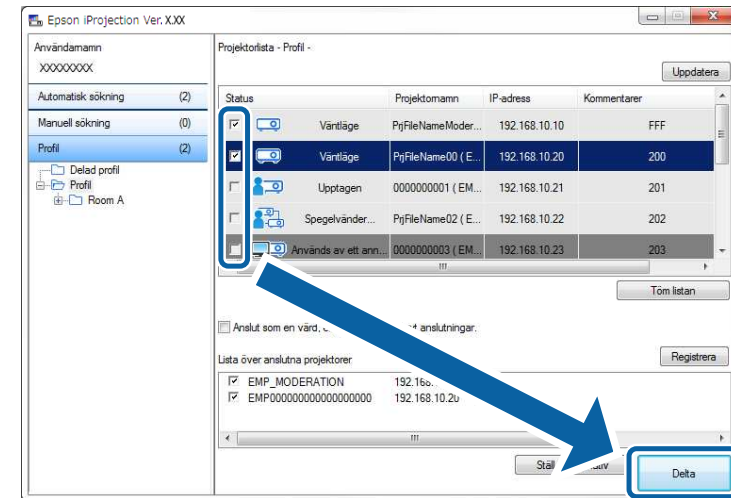 Epson iProjection Ver. X.XX
Användarnamn
XXXXXXXX
Automatisk sökning (2)
Manuell sökning (0)
Profil (2)
Delad profil
Profil
Room A
Projektorlista - Profil -
Uppdatera
Status Projektornamn IP-adress Kommentarer
Väntläge PrjFileNameModer... 192.168.10.10 FFF
Väntläge PrjFileName00 ( E... 192.168.10.20 200
Upptagen 0000000001 ( EM... 192.168.10.21 201
Spegelvänder... PrjFileName02 ( E... 192.168.10.22 202
Används av ett ann... 0000000003 ( EM... 192.168.10.23 203
Töm listan
Anslut som en värd, anslutningar.
Lista över anslutna projektorer
Registrera
EMP_MODERATION 192.168.
EMP000000000000000000 192.168.10.20
Ställ
Delta